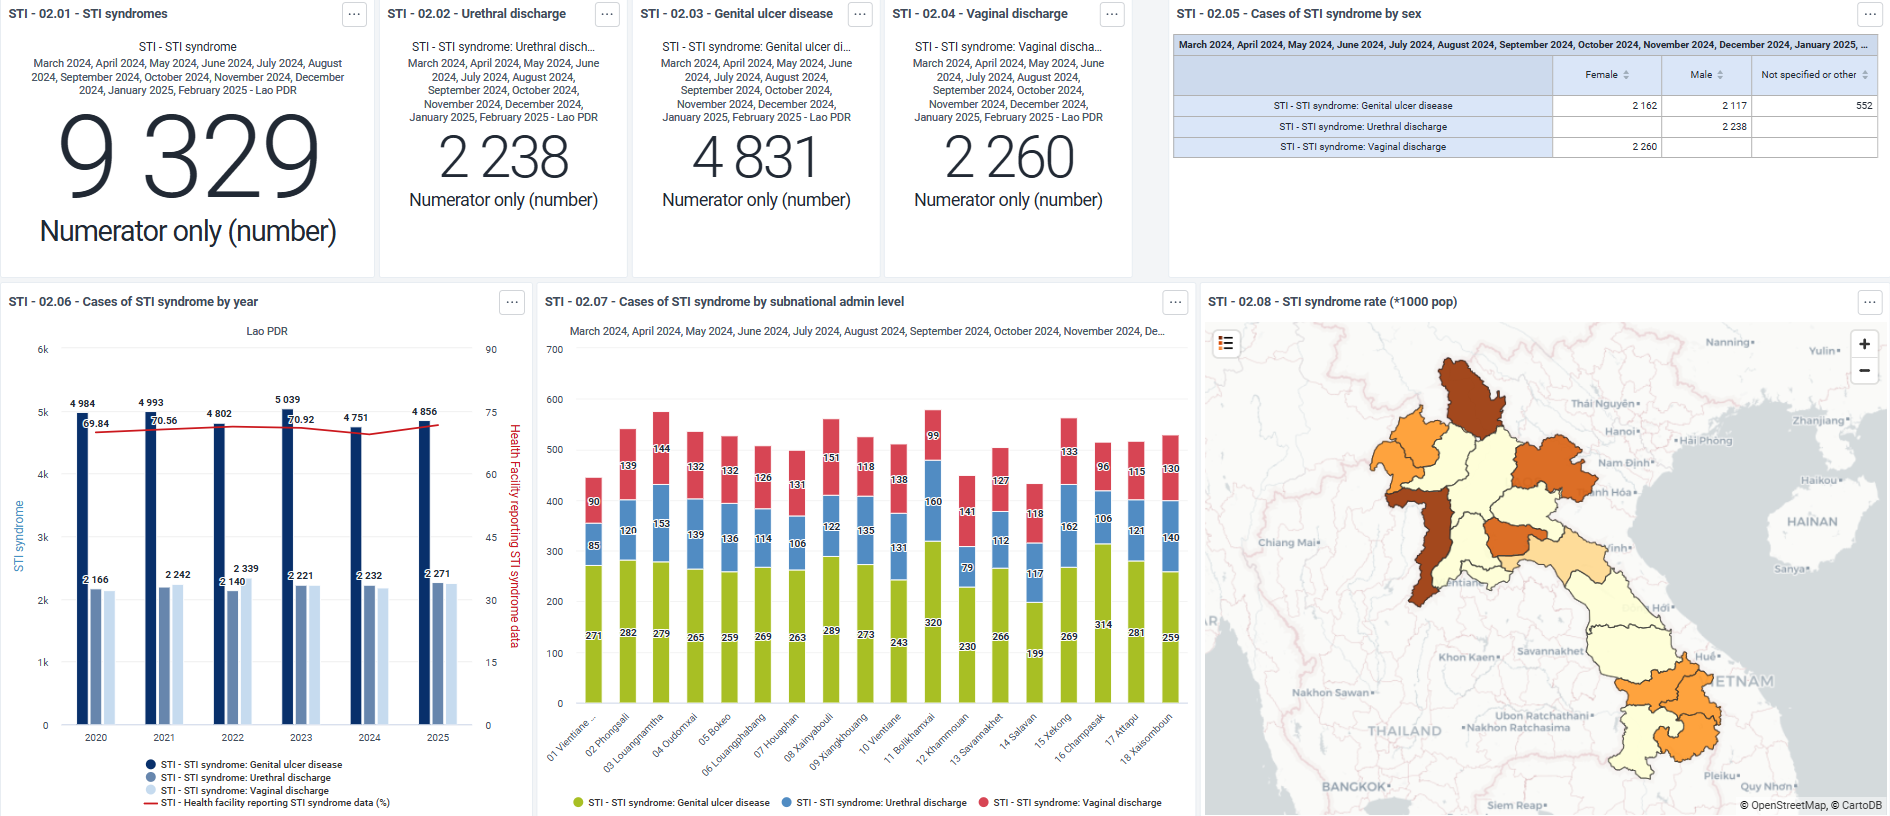 STI - 02.01 - STI syndromes
STI - STI syndrome
March 2024, April 2024, May 2024, June 2024, July 2024, August
2024, September 2024, October 2024, November 2024, December
2024, January 2025, February 2025 - Lao PDR
9 329
Numerator only (number)
STI - 02.02 - Urethral discharge
STI - STI syndrome: Urethral disch...
March 2024, April 2024, May 2024, June
2024, July 2024, August 2024,
September 2024, October 2024,
November 2024, December 2024,
January 2025, February 2025 - Lao PDR
2 238
Numerator only (number)
STI - 02.03 - Genital ulcer disease
STI - STI syndrome: Genital ulcer di...
March 2024, April 2024, May 2024, June
2024, July 2024, August 2024,
September 2024, October 2024,
November 2024, December 2024,
January 2025, February 2025 - Lao PDR
4 831
Numerator only (number)
STI - 02.04 - Vaginal discharge
STI - STI syndrome: Vaginal discha...
March 2024, April 2024, May 2024, June
2024, July 2024, August 2024,
September 2024, October 2024,
November 2024, December 2024,
January 2025, February 2025 - Lao PDR
2 260
Numerator only (number)
STI - 02.05 - Cases of STI syndrome by sex
March 2024, April 2024, May 2024, June 2024, July 2024, August 2024, September 2024, October 2024, November 2024, December 2024, January 2025, ...
Female Male Not specified or other
STI - STI syndrome: Genital ulcer disease 2 162 2 117 552
STI - STI syndrome: Urethral discharge 2 238
STI - STI syndrome: Vaginal discharge 2 260
STI - 02.06 - Cases of STI syndrome by year
Lao PDR
6k 90
5k 75
4k 60
3k 45
2k 30
1k 15
0 0
STI syndrome
Health Facility reporting STI syndrome data
4 984 4 993 4 802 5 039 4 751 4 856
69.84 70.56 70.92
2 166 2 242 2 140 2 339 2 221 2 232 2 271
2020 2021 2022 2023 2024 2025
STI - STI syndrome: Genital ulcer disease
STI - STI syndrome: Urethral discharge
STI - STI syndrome: Vaginal discharge
STI - Health facility reporting STI syndrome data (%)
STI - 02.07 - Cases of STI syndrome by subnational admin level
March 2024, April 2024, May 2024, June 2024, July 2024, August 2024, September 2024, October 2024, November 2024, De...
700
600
500
400
300
200
100
0
90 139 144 132 132 126 131 151 118 138 99 141 127 118 133 96 115 130
85 120 153 139 136 114 106 122 135 131 160 79 112 117 162 106 121 140
271 282 279 265 259 269 263 289 273 243 320 230 266 199 269 314 281 259
01 Vientiane ...
02 Phongsali
03 Louangnamtha
04 Oudomxai
05 Bokeo
06 Louangphabang
07 Houaphan
08 Xainyabouli
09 Xiangkhouang
10 Vientiane
11 Bolikhamxai
12 Khammouan
13 Savannakhet
14 Salavan
15 Xekong
16 Champasak
17 Attapu
18 Xaisomboun
STI - STI syndrome: Genital ulcer disease STI - STI syndrome: Urethral discharge STI - STI syndrome: Vaginal discharge
STI - 02.08 - STI syndrome rate (*1000 pop)
+
−
Nanning
Yulin
Thái Nguyên
Zhanjiang
Hanoi
Hải Phòng
Nam Định
Haikou
anh Hóa
HAINAN
Chiang Mai
Vinh
Sanya
entiane
Đồng Hới
AR
Khon Kaen
Savannakhet
Huế
IETNAM
Nakhon Sawan
Ubon Ratchathani
THAILAND
Nakhon Ratchasima
Pleiku
Quy Nhơn
BANGKOK
Siem Reap
© OpenStreetMap, © CartoDB